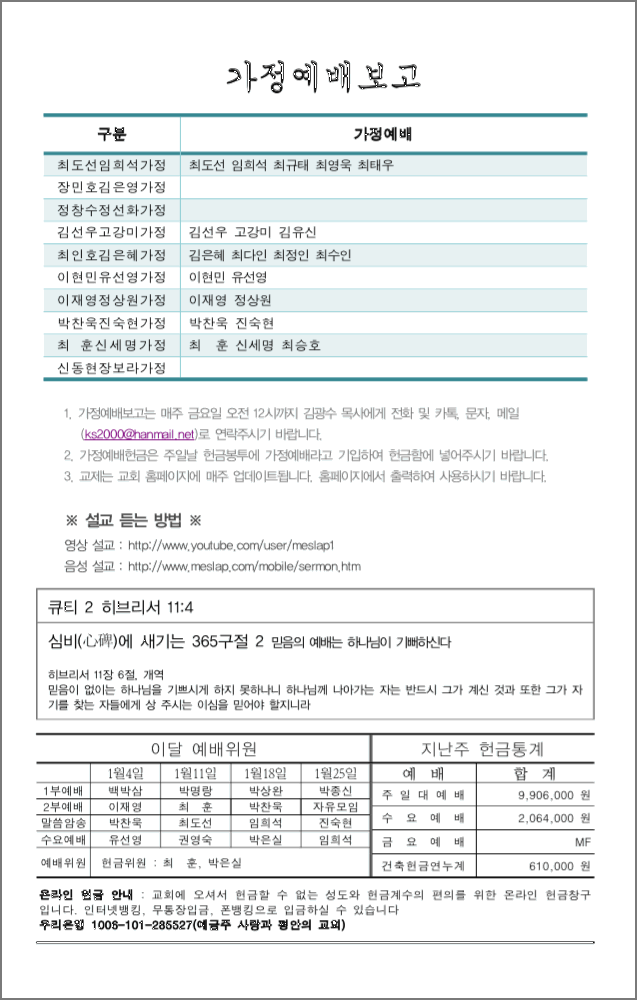 가정예배보고
구분 가정예배
최도선임희석가정 최도선 임희석 최규태 최영욱 최태우
장민호김은영가정
정창수정선화가정
김선우고강미가정 김선우 고강미 김유신
최인호김은혜가정 김은혜 최다인 최정인 최수인
이현민유선영가정 이현민 유선영
이재영정상원가정 이재영 정상원
박찬욱진숙현가정 박찬욱 진숙현
최 훈신세명가정 최 훈 신세명 최승호
신동현장보라가정
1. 가정예배보고는 매주 금요일 오전 12시까지 김광수 목사에게 전화 및 카톡, 문자, 메일
(ks2000@hanmail.net)로 연락주시기 바랍니다.
2. 가정예배헌금은 주일날 헌금봉투에 가정예배라고 기입하여 헌금함에 넣어주시기 바랍니다.
3. 교제는 교회 홈페이지에 매주 업데이트됩니다. 홈페이지에서 출력하여 사용하시기 바랍니다.
※ 설교 듣는 방법 ※
영상 설교 : http://www.youtube.com/user/meslap1
음성 설교 : http://www.meslap.com/mobile/sermon.htm
큐티 2 히브리서 11:4
심비(心碑)에 새기는 365구절 2 믿음의 예배는 하나님이 기뻐하신다
히브리서 11장 6절, 개역
믿음이 없이는 하나님을 기쁘시게 하지 못하나니 하나님께 나아가는 자는 반드시 그가 계신 것과 또한 그가 자
기를 찾는 자들에게 상 주시는 이심을 믿어야 할지니라
이달 예배위원
1월4일 1월11일 1월18일 1월25일
1부예배 백박삼 박명랑 박상완 박종신
2부예배 이재영 최 훈 박찬욱 자유모임
말씀암송 박찬욱 최도선 임희석 진숙현
수요예배 유선영 권영숙 박은실 임희석
예배위원 헌금위원 : 최 훈, 박은실
지난주 헌금통계
예 배 합 계
주 일 대 예 배 9,906,000 원
수 요 예 배 2,064,000 원
금 요 예 배 MF
건축헌금연누계 610,000 원
온라인 헌금 안내 : 교회에 오셔서 헌금할 수 없는 성도와 헌금계수의 편의를 위한 온라인 헌금창구
입니다. 인터넷뱅킹, 무통장입금, 폰뱅킹으로 입금하실 수 있습니다
우리은행 1006-101-285527(예금주 사랑과 평안의 교회)